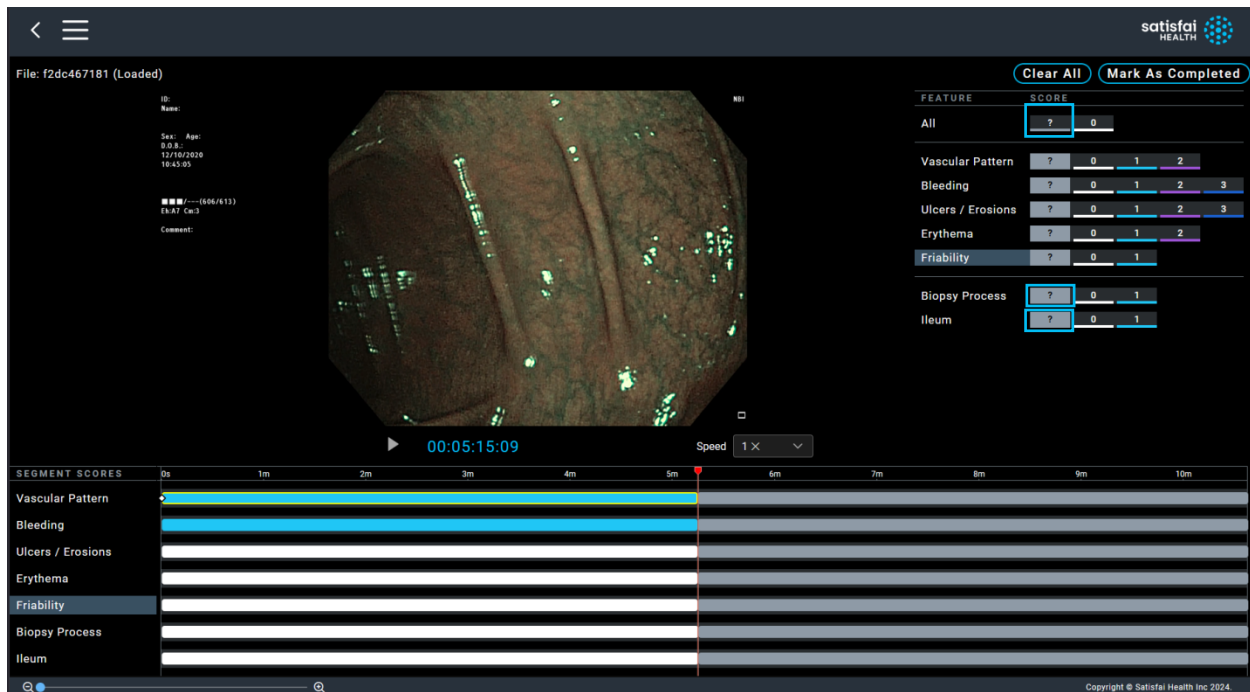 satisfai
HEALTH
File: f2dc467181 (Loaded)
Clear All
Mark As Completed
ID:
Name:
Sex: Age:
D.O.B.:
12/10/2020
10:45:05
■■■/---(606/613)
Eh:A7 Cm:3
Comment:
NBI
FEATURE SCORE
All ? 0
Vascular Pattern ? 0 1 2
Bleeding ? 0 1 2 3
Ulcers / Erosions ? 0 1 2 3
Erythema ? 0 1 2
Friability ? 0 1
Biopsy Process ? 0 1
Ileum ? 0 1
00:05:15:09
Speed 1×
SEGMENT SCORES 0s 1m 2m 3m 4m 5m 6m 7m 8m 9m 10m
Vascular Pattern
Bleeding
Ulcers / Erosions
Erythema
Friability
Biopsy Process
Ileum
Copyright © Satisfai Health Inc 2024.